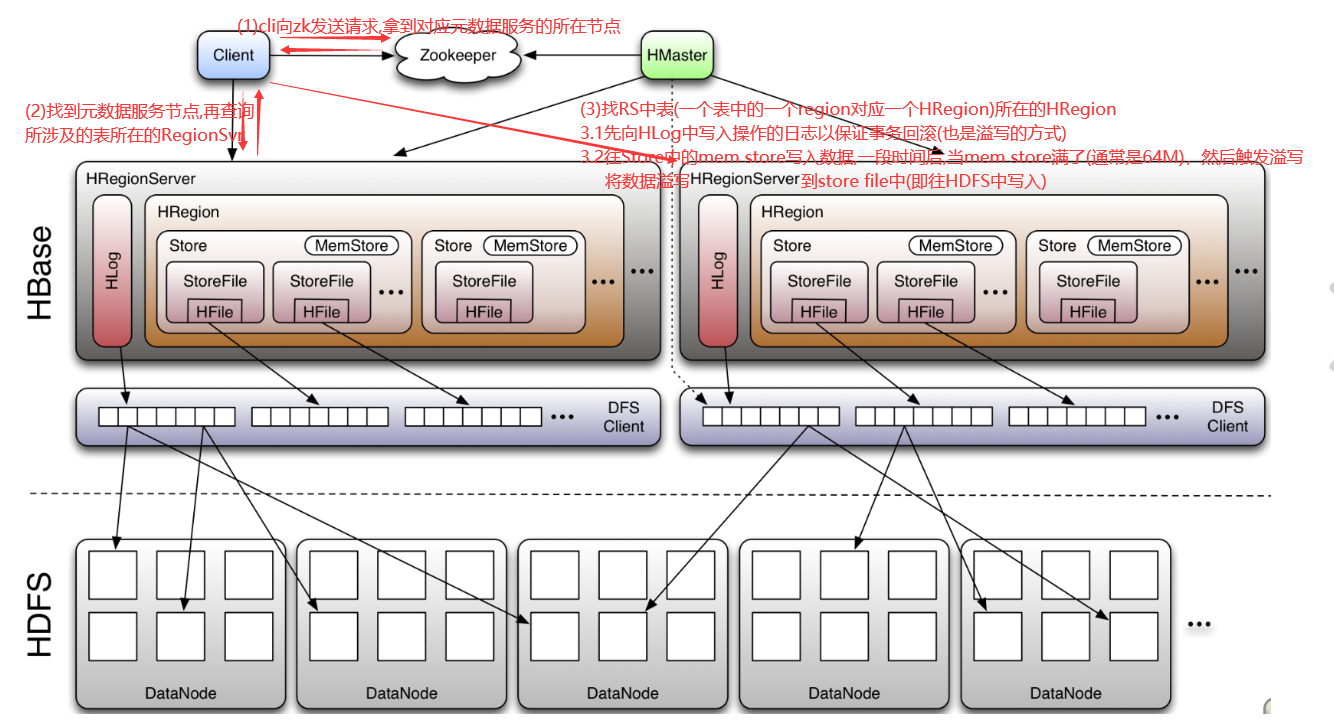 (1)cli向zk发送请求,拿到对应元数据服务的所在节点
Client
Zookeeper
HMaster
(2)找到元数据服务节点,再查询
所涉及的表所在的RegionSvr
(3)找RS中表(一个表中的一个region对应一个HRegion)所在的HRegion
3.1先向HLog中写入操作的日志以保证事务回滚(也是溢写的方式)
3.2往Store中的mem store写入数据,一段时间后,当mem store满了(通常是64M)，然后触发溢写
将数据溢写 到store file中(即往HDFS中写入)
HBase
HRegionServer
HLog
HRegion
Store
MemStore
StoreFile
HFile
StoreFile
HFile
...
Store
MemStore
StoreFile
HFile
...
...
HRegionServer
HLog
HRegion
Store
MemStore
StoreFile
HFile
StoreFile
HFile
...
Store
MemStore
StoreFile
HFile
...
...
...
DFS
Client
...
DFS
Client
HDFS
DataNode
DataNode
DataNode
DataNode
DataNode
...